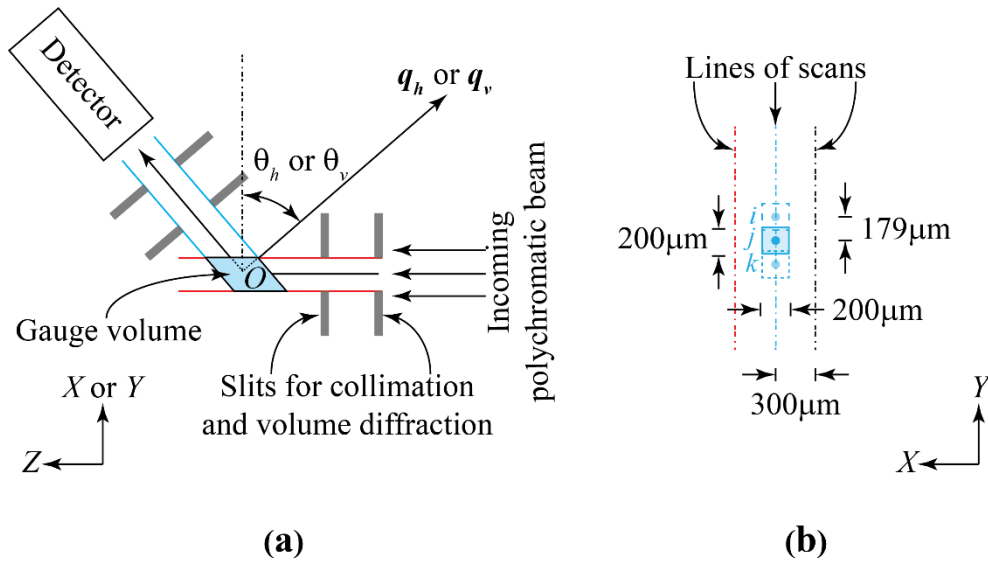 Detector
q_h or q_v
θ_h or θ_v
O
Gauge volume
Incoming
polychromatic beam
X or Y
Z
Slits for collimation
and volume diffraction
(a)
Lines of scans
i
j
k
200μm
179μm
200μm
300μm
Y
X
(b)